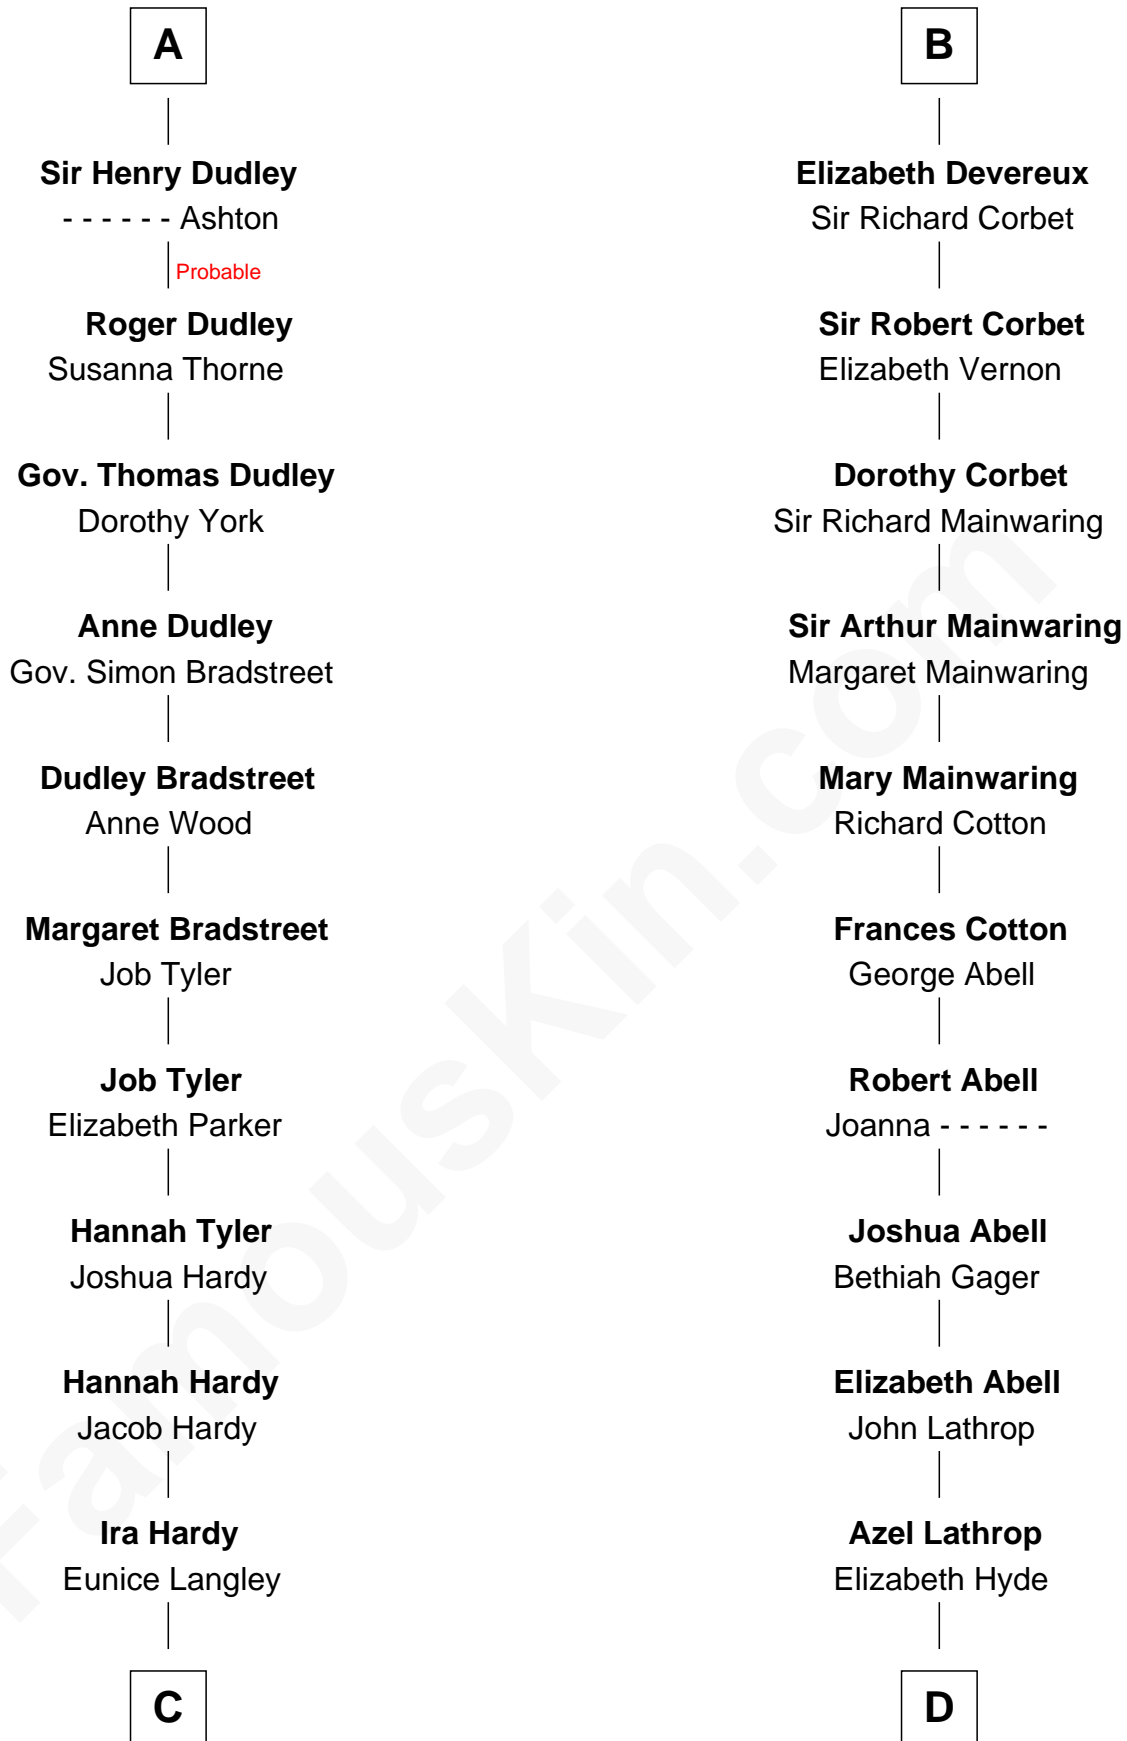 A
Sir Henry Dudley
- - - - - - Ashton
Probable
Roger Dudley
Susanna Thorne
Gov. Thomas Dudley
Dorothy York
Anne Dudley
Gov. Simon Bradstreet
Dudley Bradstreet
Anne Wood
Margaret Bradstreet
Job Tyler
Job Tyler
Elizabeth Parker
Hannah Tyler
Joshua Hardy
Hannah Hardy
Jacob Hardy
Ira Hardy
Eunice Langley
C
B
Elizabeth Devereux
Sir Richard Corbet
Sir Robert Corbet
Elizabeth Vernon
Dorothy Corbet
Sir Richard Mainwaring
Sir Arthur Mainwaring
Margaret Mainwaring
Mary Mainwaring
Richard Cotton
Frances Cotton
George Abell
Robert Abell
Joanna - - - - - -
Joshua Abell
Bethiah Gager
Elizabeth Abell
John Lathrop
Azel Lathrop
Elizabeth Hyde
D
FamousKin.com